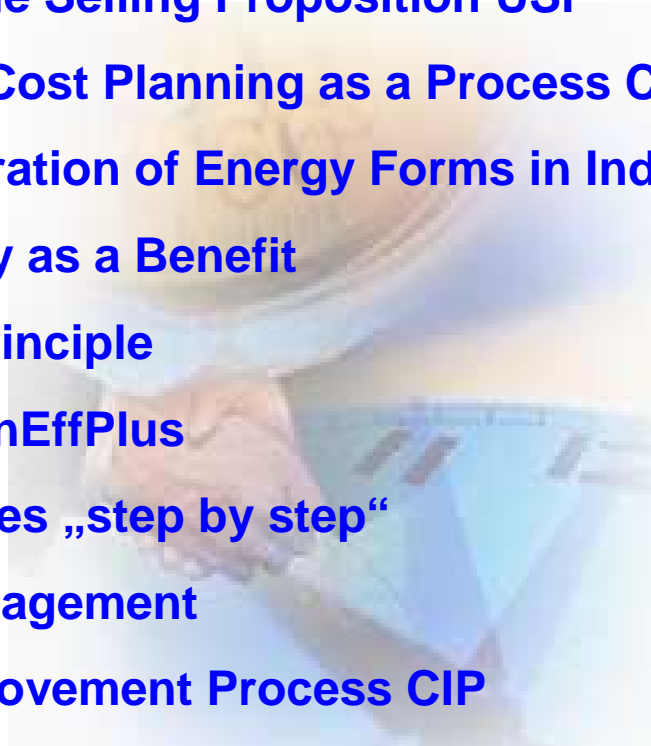 e Selling Proposition USP
Cost Planning as a Process C
ration of Energy Forms in Ind
y as a Benefit
inciple
nEffPlus
es „step by step“
agement
ovement Process CIP